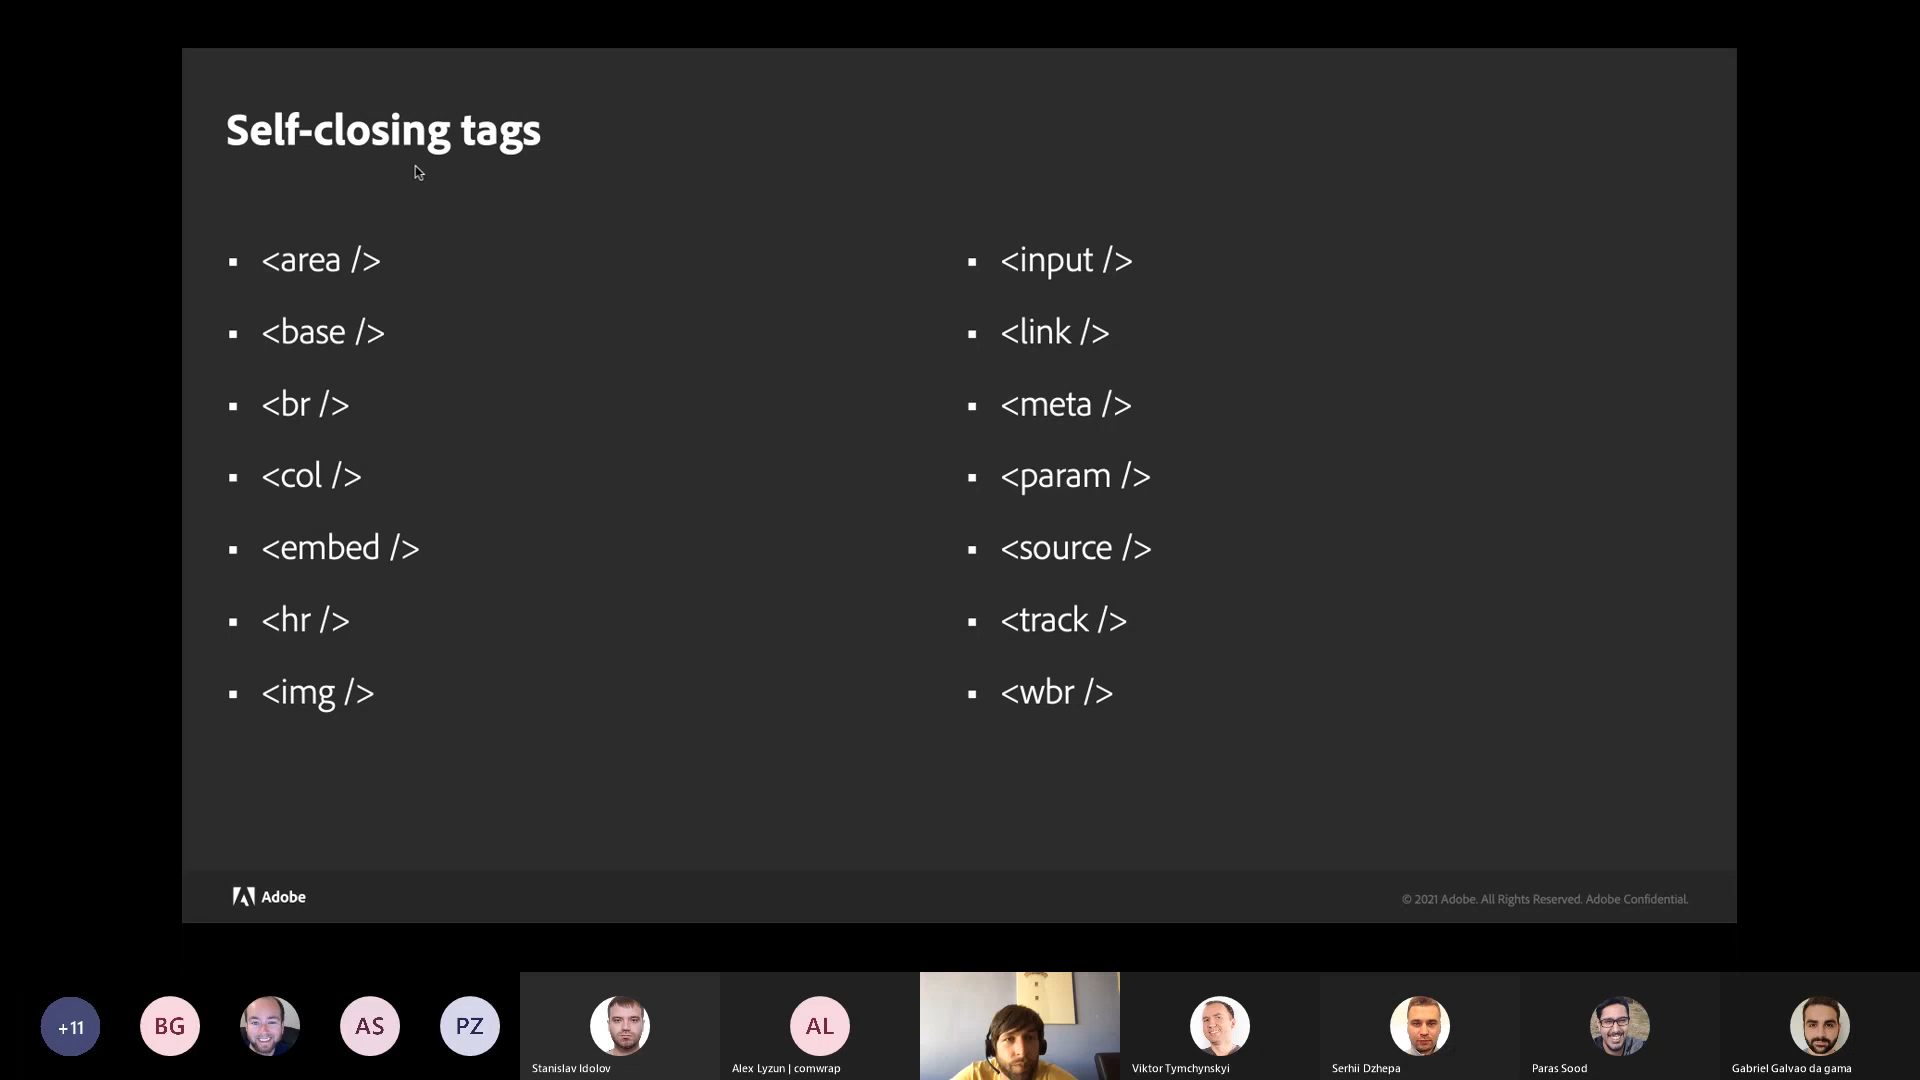 Self-closing tags
<area />
<base />
<br />
<col />
<embed />
<hr />
<img />
<input />
<link />
<meta />
<param />
<source />
<track />
<wbr />
Adobe
© 2021 Adobe. All Rights Reserved. Adobe Confidential.
+11
BG
AS
PZ
AL
Stanislav Idolov
Alex Lyzun | comwrap
Viktor Tymchynskyi
Serhii Dzhepa
Paras Sood
Gabriel Galvao da gama